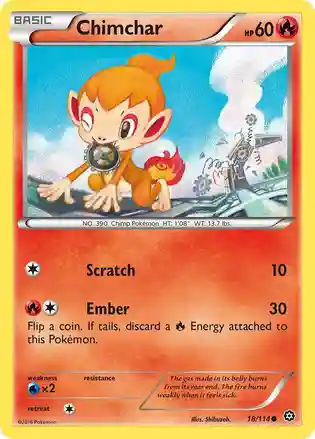 BASIC
Chimchar
HP60
NO. 390 Chimp Pokémon HT: 1'08" WT: 13.7 lbs.
Scratch 10
Ember 30
Flip a coin. If tails, discard a Energy attached to
this Pokémon.
weakness resistance
×2
The gas made in its belly burns
from its rear end. The fire burns
weakly when it feels sick.
retreat
©2016 Pokémon
Illus. Shibuzoh.
18/114